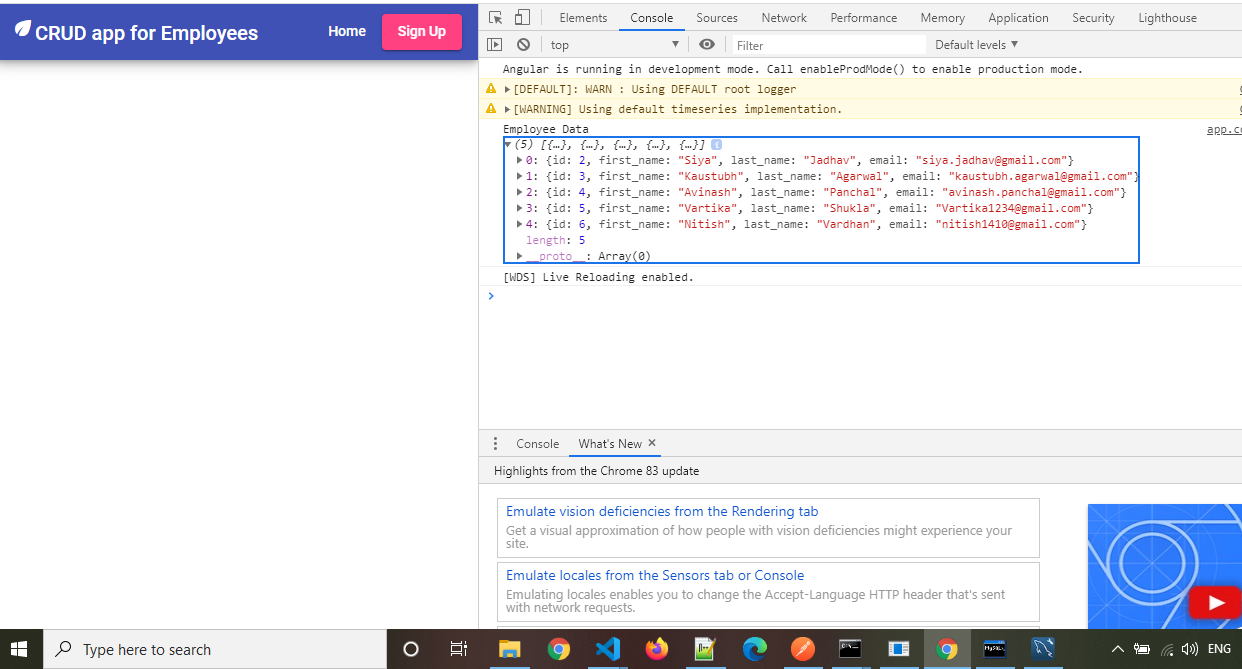 CRUD app for Employees Home Sign Up
Elements Console Sources Network Performance Memory Application Security Lighthouse
top Filter Default levels
Angular is running in development mode. Call enableProdMode() to enable production mode.
[DEFAULT]: WARN : Using DEFAULT root logger
[WARNING] Using default timeseries implementation.
Employee Data app.c
(5) [{…}, {…}, {…}, {…}, {…}]
0: {id: 2, first_name: "Siya", last_name: "Jadhav", email: "siya.jadhav@gmail.com"}
1: {id: 3, first_name: "Kaustubh", last_name: "Agarwal", email: "kaustubh.agarwal@gmail.com"}
2: {id: 4, first_name: "Avinash", last_name: "Panchal", email: "avinash.panchal@gmail.com"}
3: {id: 5, first_name: "Vartika", last_name: "Shukla", email: "Vartika1234@gmail.com"}
4: {id: 6, first_name: "Nitish", last_name: "Vardhan", email: "nitish1410@gmail.com"}
length: 5
__proto__: Array(0)
[WDS] Live Reloading enabled.
Console What's New
Highlights from the Chrome 83 update
Emulate vision deficiencies from the Rendering tab
Get a visual approximation of how people with vision deficiencies might experience your
site.
Emulate locales from the Sensors tab or Console
Emulating locales enables you to change the Accept-Language HTTP header that's sent
with network requests.
Type here to search ENG